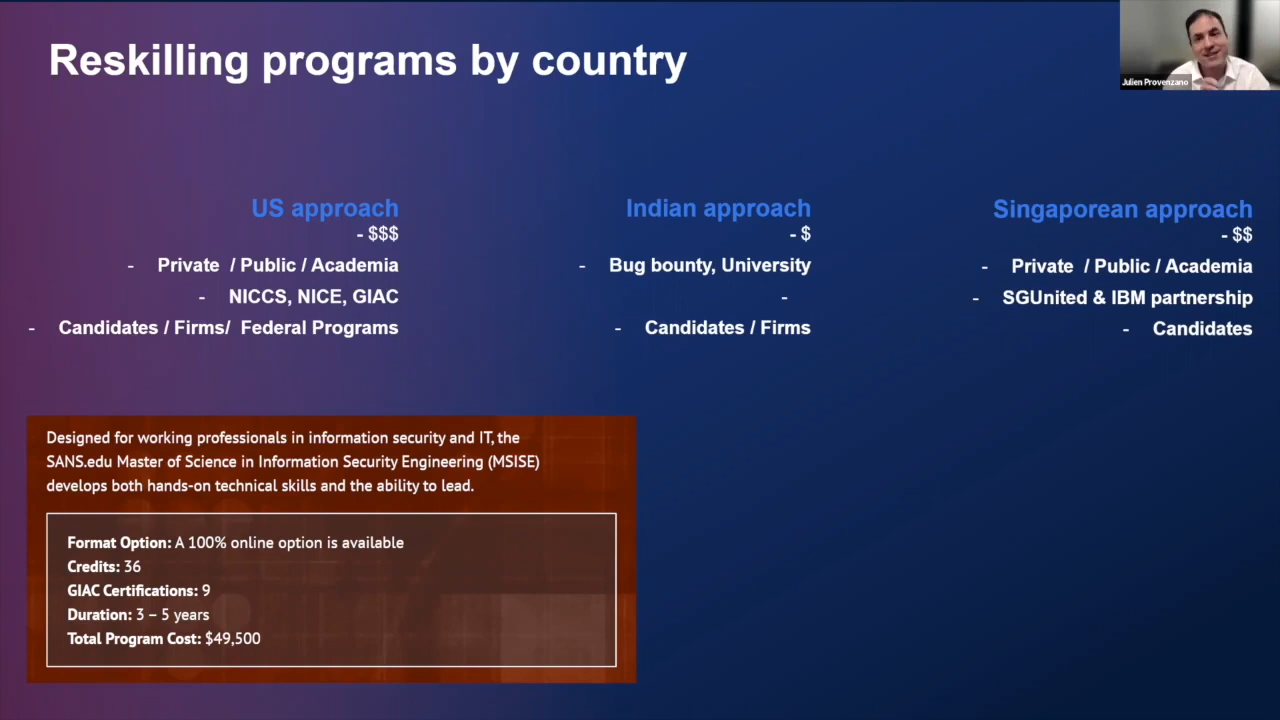 Reskilling programs by country
Julien Provenzano
US approach
- $$$
- Private / Public / Academia
- NICCS, NICE, GIAC
- Candidates / Firms/ Federal Programs
Indian approach
- $
- Bug bounty, University
-
- Candidates / Firms
Singaporean approach
- $$
- Private / Public / Academia
- SGUnited & IBM partnership
- Candidates
Designed for working professionals in information security and IT, the
SANS.edu Master of Science in Information Security Engineering (MSISE)
develops both hands-on technical skills and the ability to lead.
Format Option: A 100% online option is available
Credits: 36
GIAC Certifications: 9
Duration: 3 – 5 years
Total Program Cost: $49,500